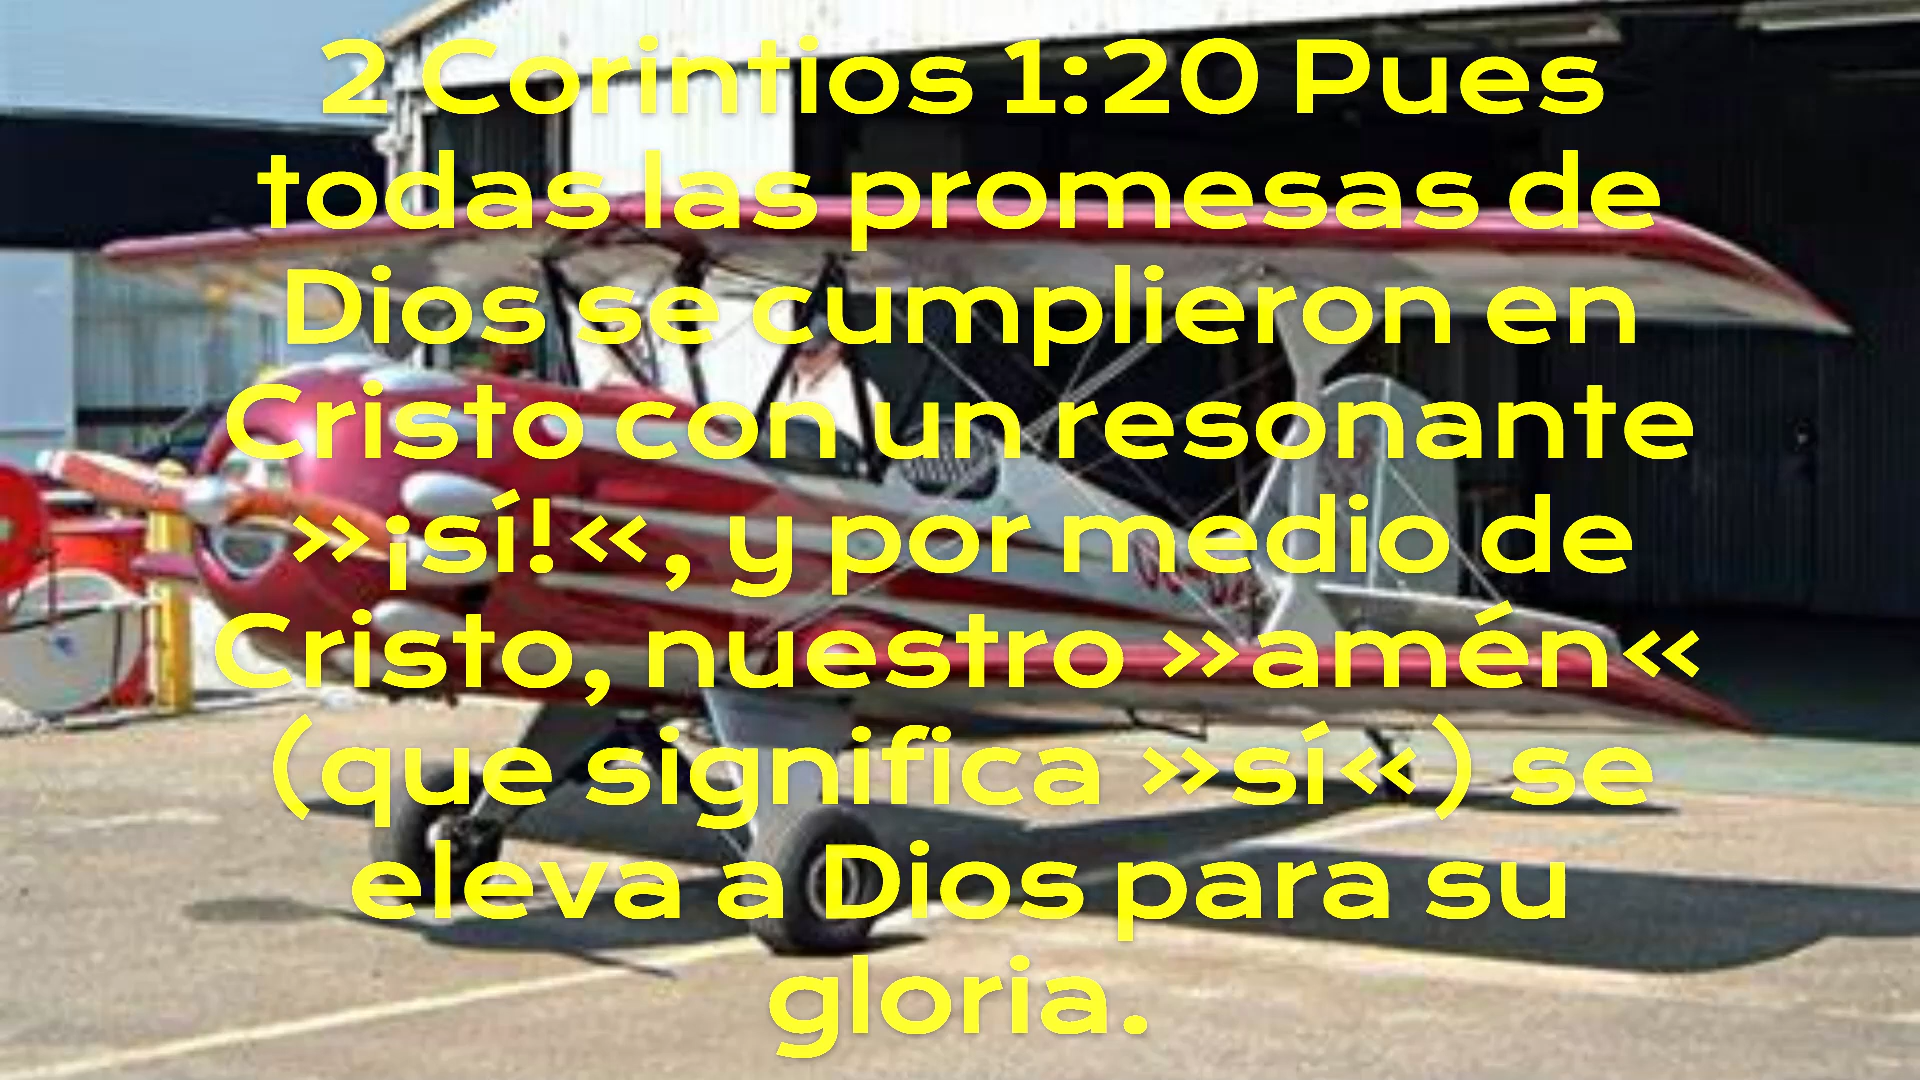 2 Corintios 1:20 Pues
todas las promesas de
Dios se cumplieron en
Cristo con un resonante
»¡sí!«, y por medio de
Cristo, nuestro »amén«
(que significa »sí«) se
eleva a Dios para su
gloria.